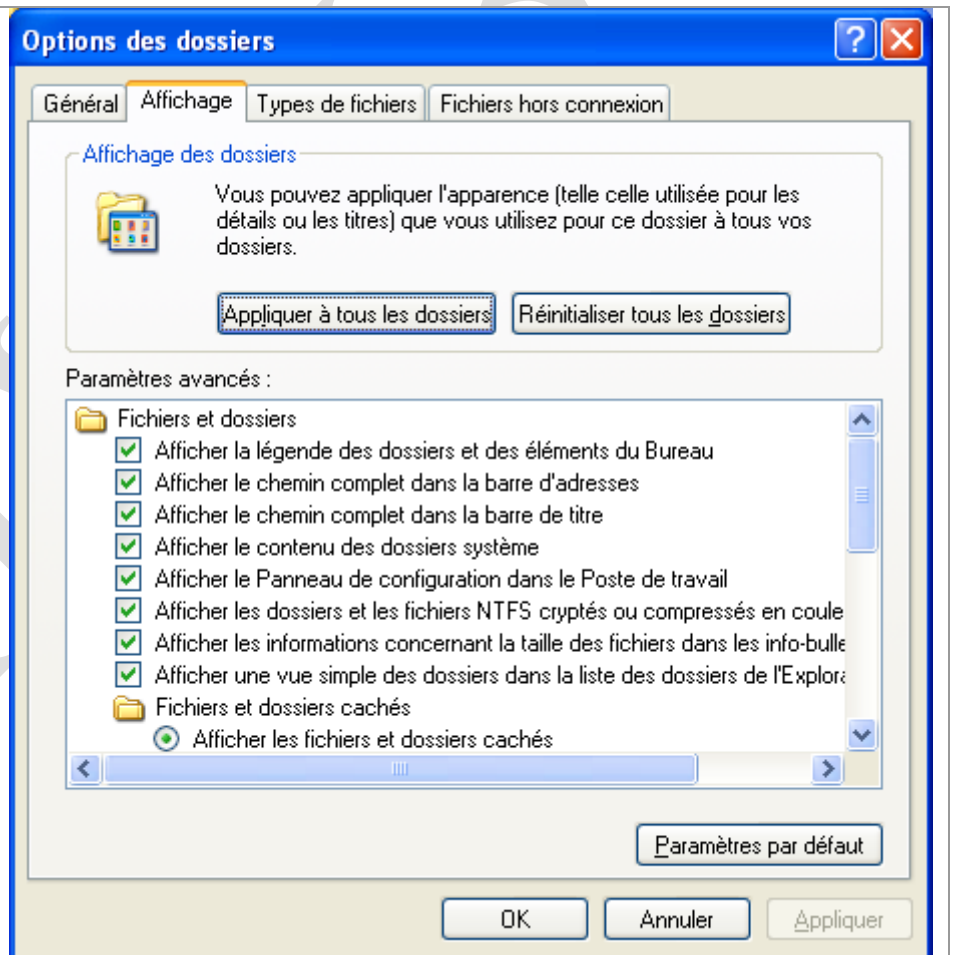 Options des dossiers
Général Affichage Types de fichiers Fichiers hors connexion
Affichage des dossiers
Vous pouvez appliquer l'apparence (telle celle utilisée pour les
détails ou les titres) que vous utilisez pour ce dossier à tous vos
dossiers.
Appliquer à tous les dossiers Réinitialiser tous les dossiers
Paramètres avancés :
Fichiers et dossiers
Afficher la légende des dossiers et des éléments du Bureau
Afficher le chemin complet dans la barre d'adresses
Afficher le chemin complet dans la barre de titre
Afficher le contenu des dossiers système
Afficher le Panneau de configuration dans le Poste de travail
Afficher les dossiers et les fichiers NTFS cryptés ou compressés en coule
Afficher les informations concernant la taille des fichiers dans les info-bulle
Afficher une vue simple des dossiers dans la liste des dossiers de l'Explora
Fichiers et dossiers cachés
Afficher les fichiers et dossiers cachés
Paramètres par défaut
OK Annuler Appliquer